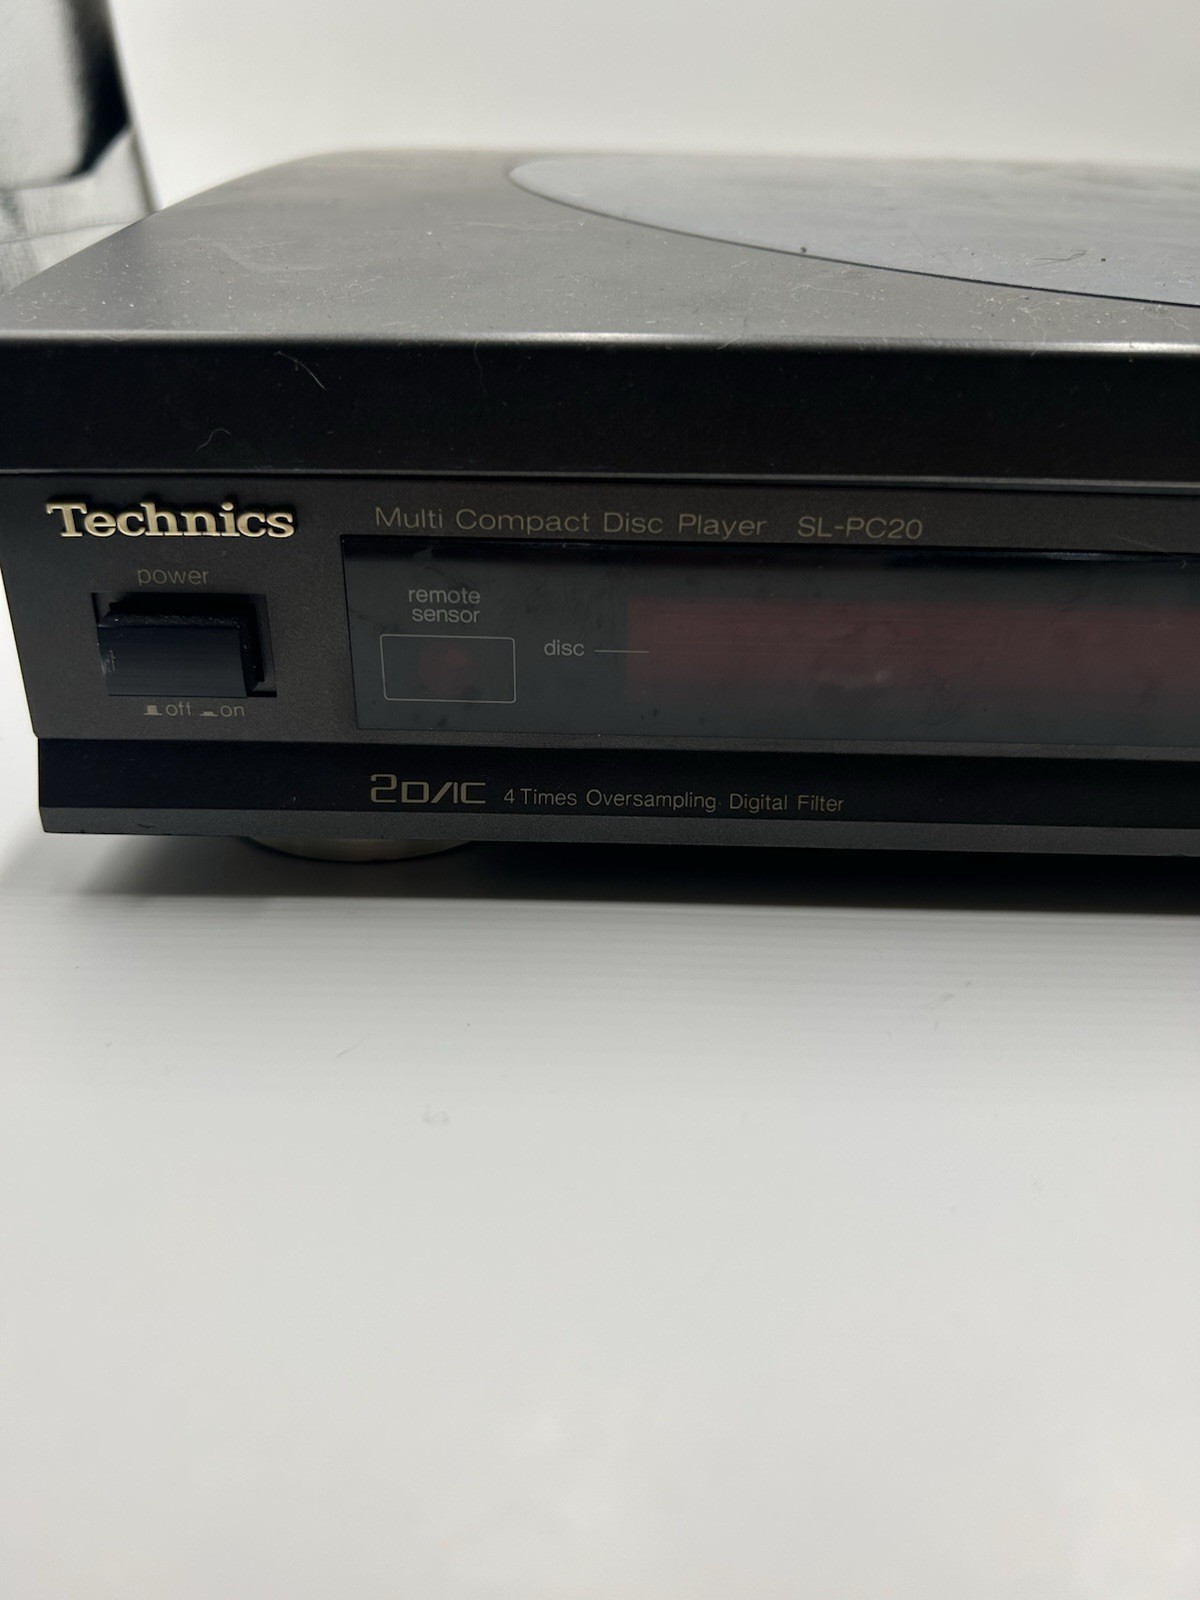 Technics
Multi Compact Disc Player SL-PC20
power
remote
sensor
disc
off on
2D/IC 4 Times Oversampling Digital Filter